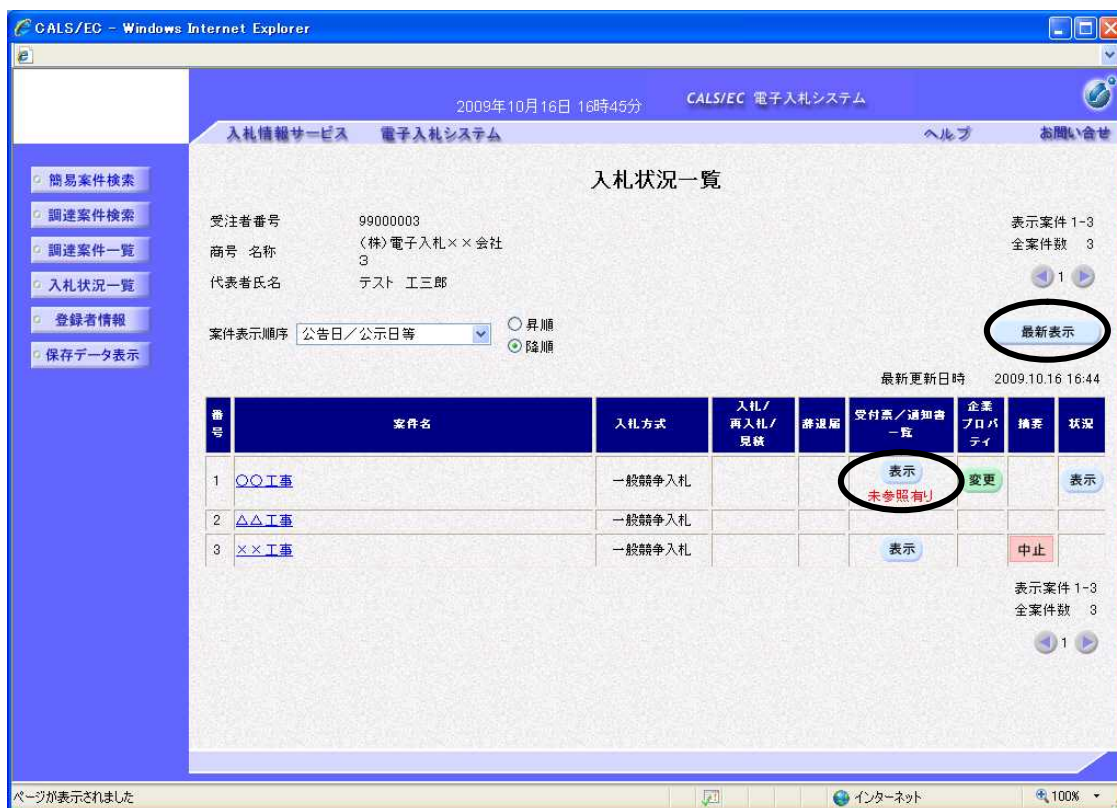 CALS/EC - Windows Internet Explorer
2009年10月16日 16時45分
CALS/EC 電子入札システム
入札情報サービス 電子入札システム ヘルプ お問い合せ
簡易案件検索
調達案件検索
調達案件一覧
入札状況一覧
登録者情報
保存データ表示
入札状況一覧
受注者番号 99000003
商号 名称 (株)電子入札××会社
3
代表者氏名 テスト 工三郎
表示案件 1-3
全案件数 3
1
案件表示順序 公告日/公示日等
昇順
降順
最新表示
最新更新日時 2009.10.16 16:44
番号 案件名 入札方式 入札/再入札/見積 辞退届 受付票/通知書一覧 企業プロパティ 摘要 状況
1 〇〇工事 一般競争入札 表示 未参照有り 変更 表示
2 △△工事 一般競争入札
3 ××工事 一般競争入札 表示 中止
表示案件 1-3
全案件数 3
1
ページが表示されました インターネット 100%